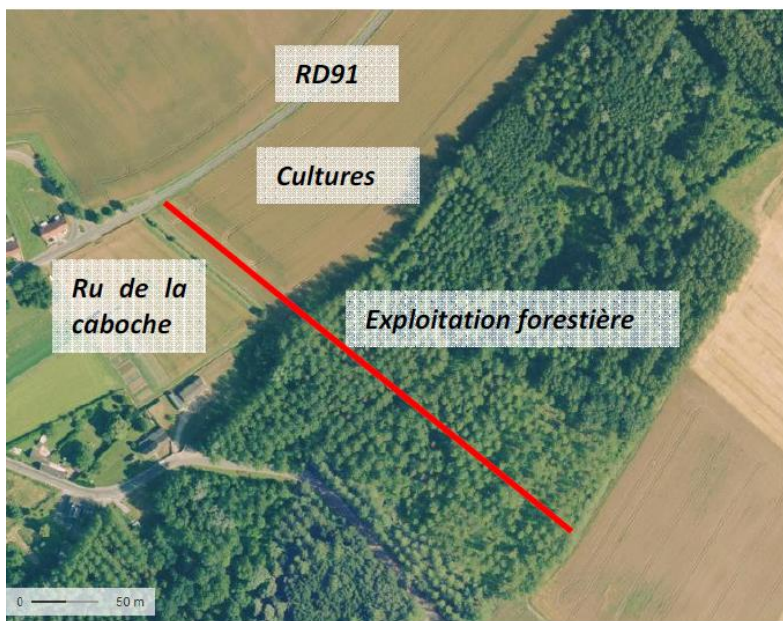 RD91
Cultures
Ru de la
caboche
Exploitation forestière
0 50 m